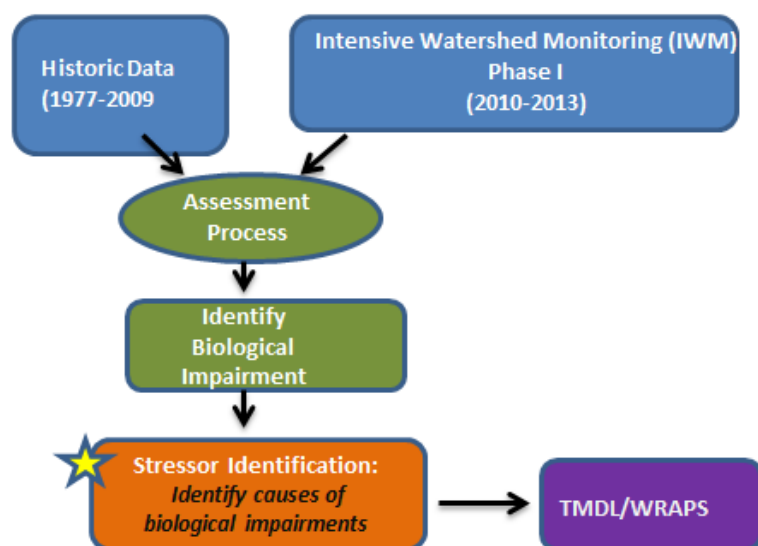 Historic Data
(1977-2009
Intensive Watershed Monitoring (IWM)
Phase I
(2010-2013)
Assessment
Process
Identify
Biological
Impairment
Stressor Identification:
Identify causes of
biological impairments
TMDL/WRAPS